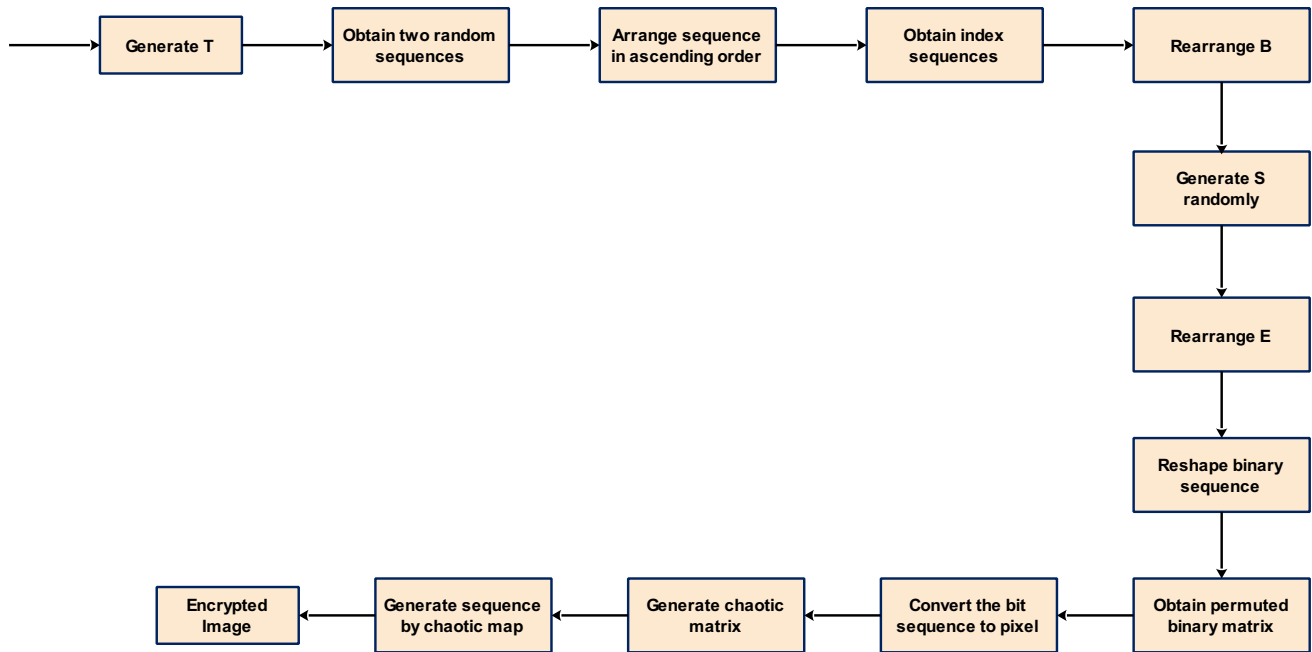 Generate T
Obtain two random
sequences
Arrange sequence
in ascending order
Obtain index
sequences
Rearrange B
Generate S
randomly
Rearrange E
Reshape binary
sequence
Obtain permuted
binary matrix
Convert the bit
sequence to pixel
Generate chaotic
matrix
Generate sequence
by chaotic map
Encrypted
Image